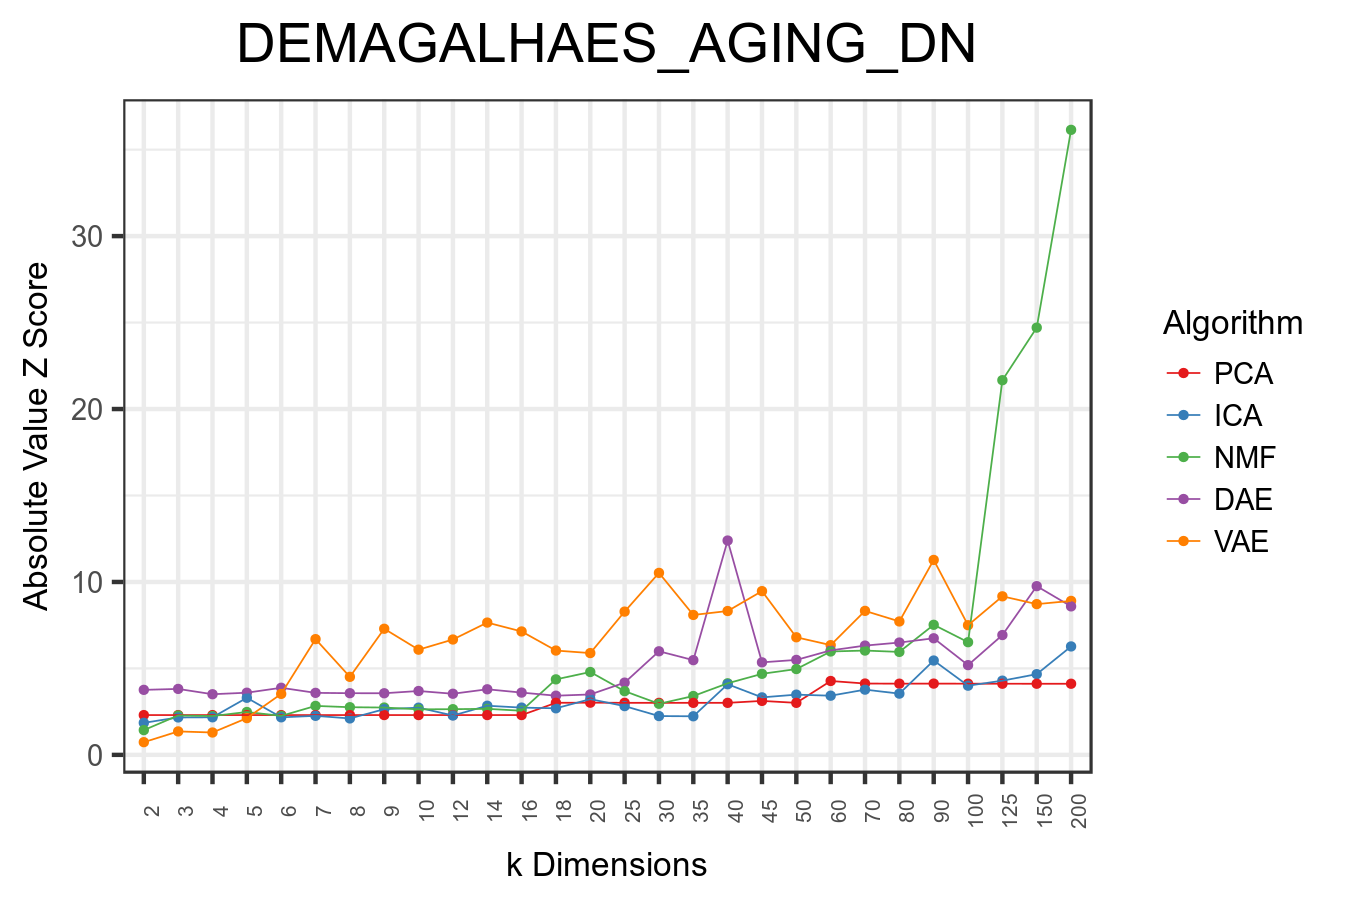 DEMAGALHAES_AGING_DN
Absolute Value Z Score
30
20
10
0
2 3 4 5 6 7 8 9 10 12 14 16 18 20 25 30 35 40 45 50 60 70 80 90 100 125 150 200
k Dimensions
Algorithm
PCA
ICA
NMF
DAE
VAE